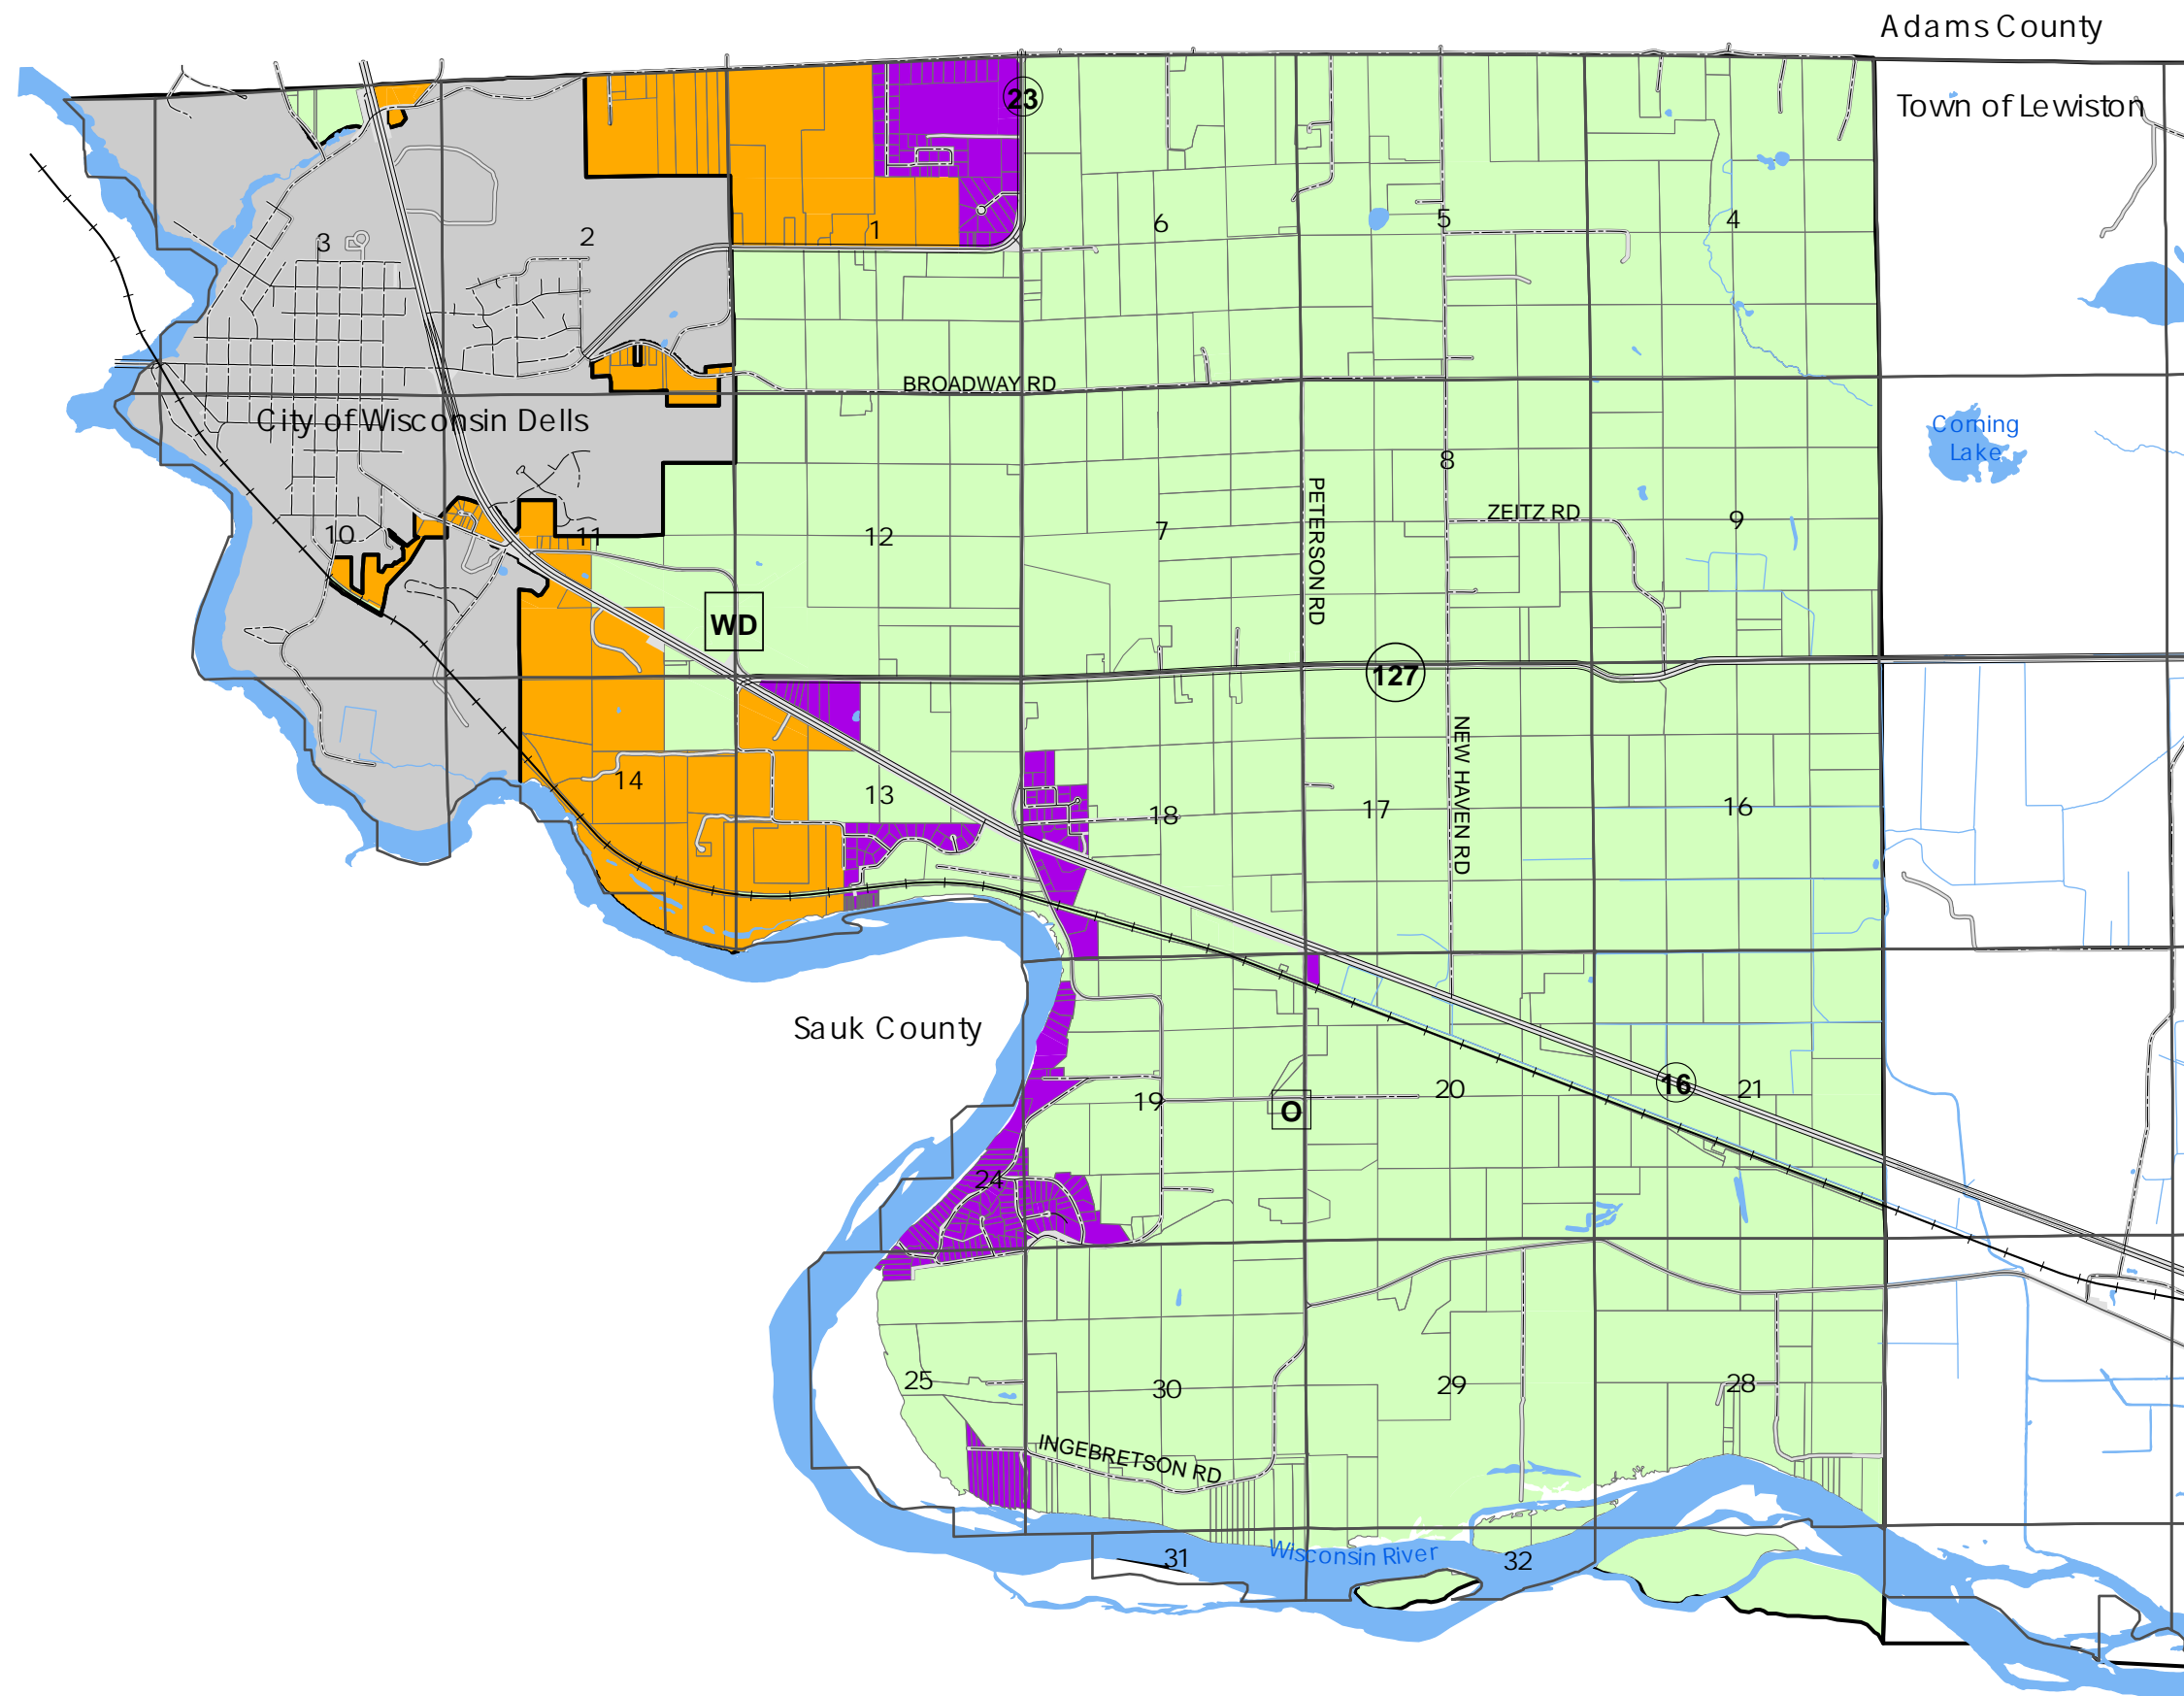 Adams County
Town of Lewiston
23
3
2
1
6
5
4
BROADWAY RD
City of Wisconsin Dells
Corning
Lake
8
ZEITZ RD
9
10
11
12
7
PETERSON RD
WD
127
NEW HAVEN RD
14
13
18
17
16
Sauk County
19
O
20
16
21
24
25
30
29
28
INGEBRETSON RD
31
Wisconsin River
32